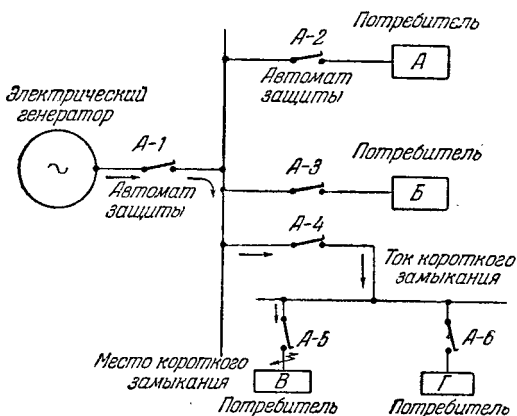 Потребитель
А-2
А
Автомат
защиты
Электрический
генератор
А-1
~
Автомат
защиты
Потребитель
А-3
Б
А-4
Ток короткого
замыкания
А-5
А-6
Место короткого
замыкания
В
Г
Потребитель
Потребитель